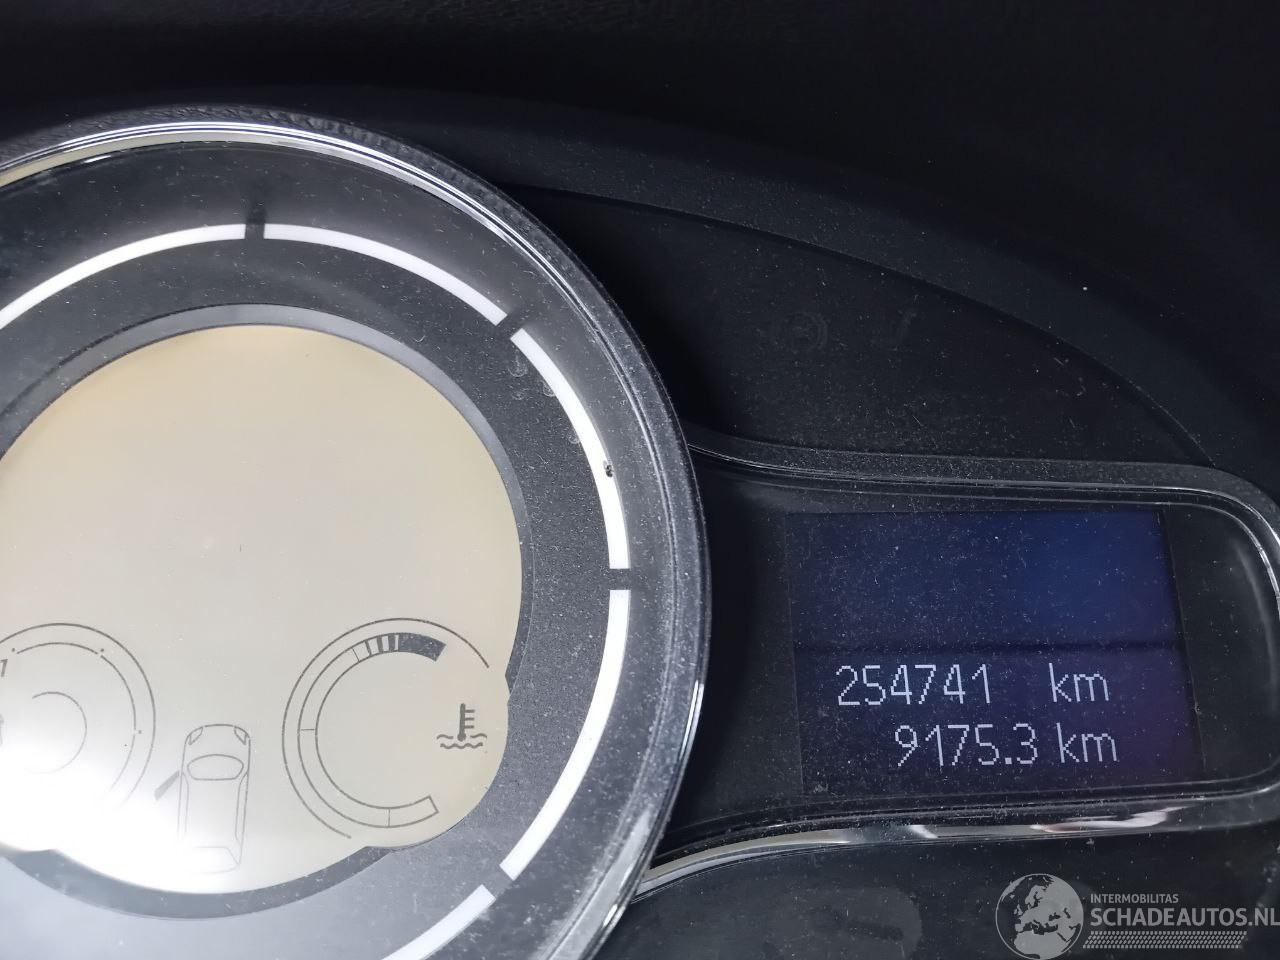 254741 km
9175.3 km
INTERMOBILITAS
SCHADEAUTOS.NL